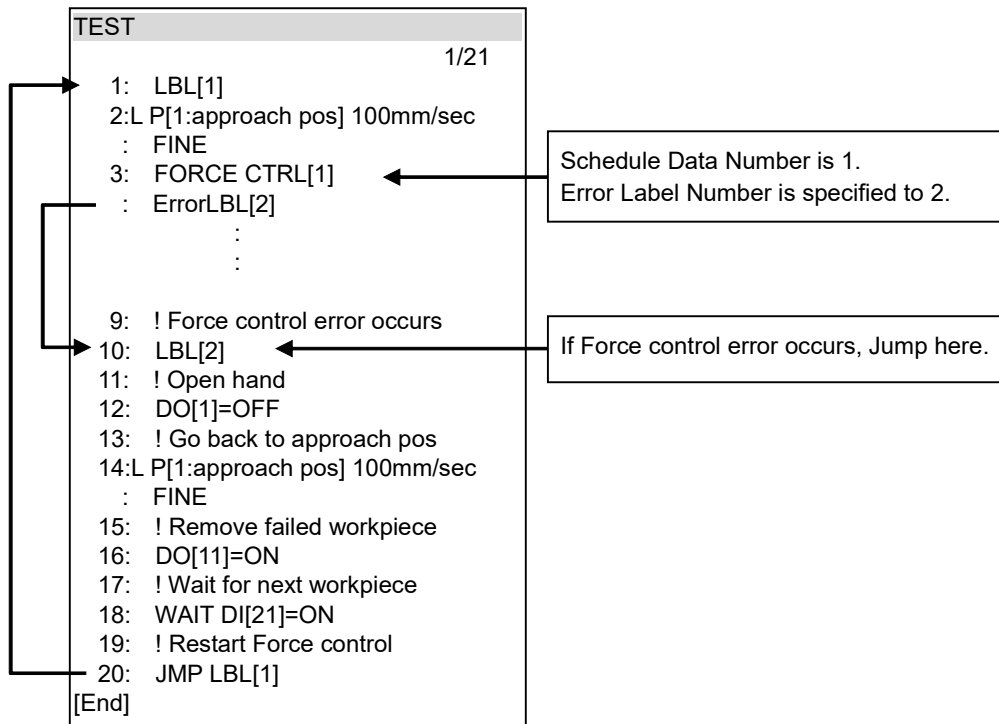 TEST
1/21
1: LBL[1]
2:L P[1:approach pos] 100mm/sec
: FINE
3: FORCE CTRL[1]
: ErrorLBL[2]
:
:
9: ! Force control error occurs
10: LBL[2]
11: ! Open hand
12: DO[1]=OFF
13: ! Go back to approach pos
14:L P[1:approach pos] 100mm/sec
: FINE
15: ! Remove failed workpiece
16: DO[11]=ON
17: ! Wait for next workpiece
18: WAIT DI[21]=ON
19: ! Restart Force control
20: JMP LBL[1]
[End]
Schedule Data Number is 1.
Error Label Number is specified to 2.
If Force control error occurs, Jump here.